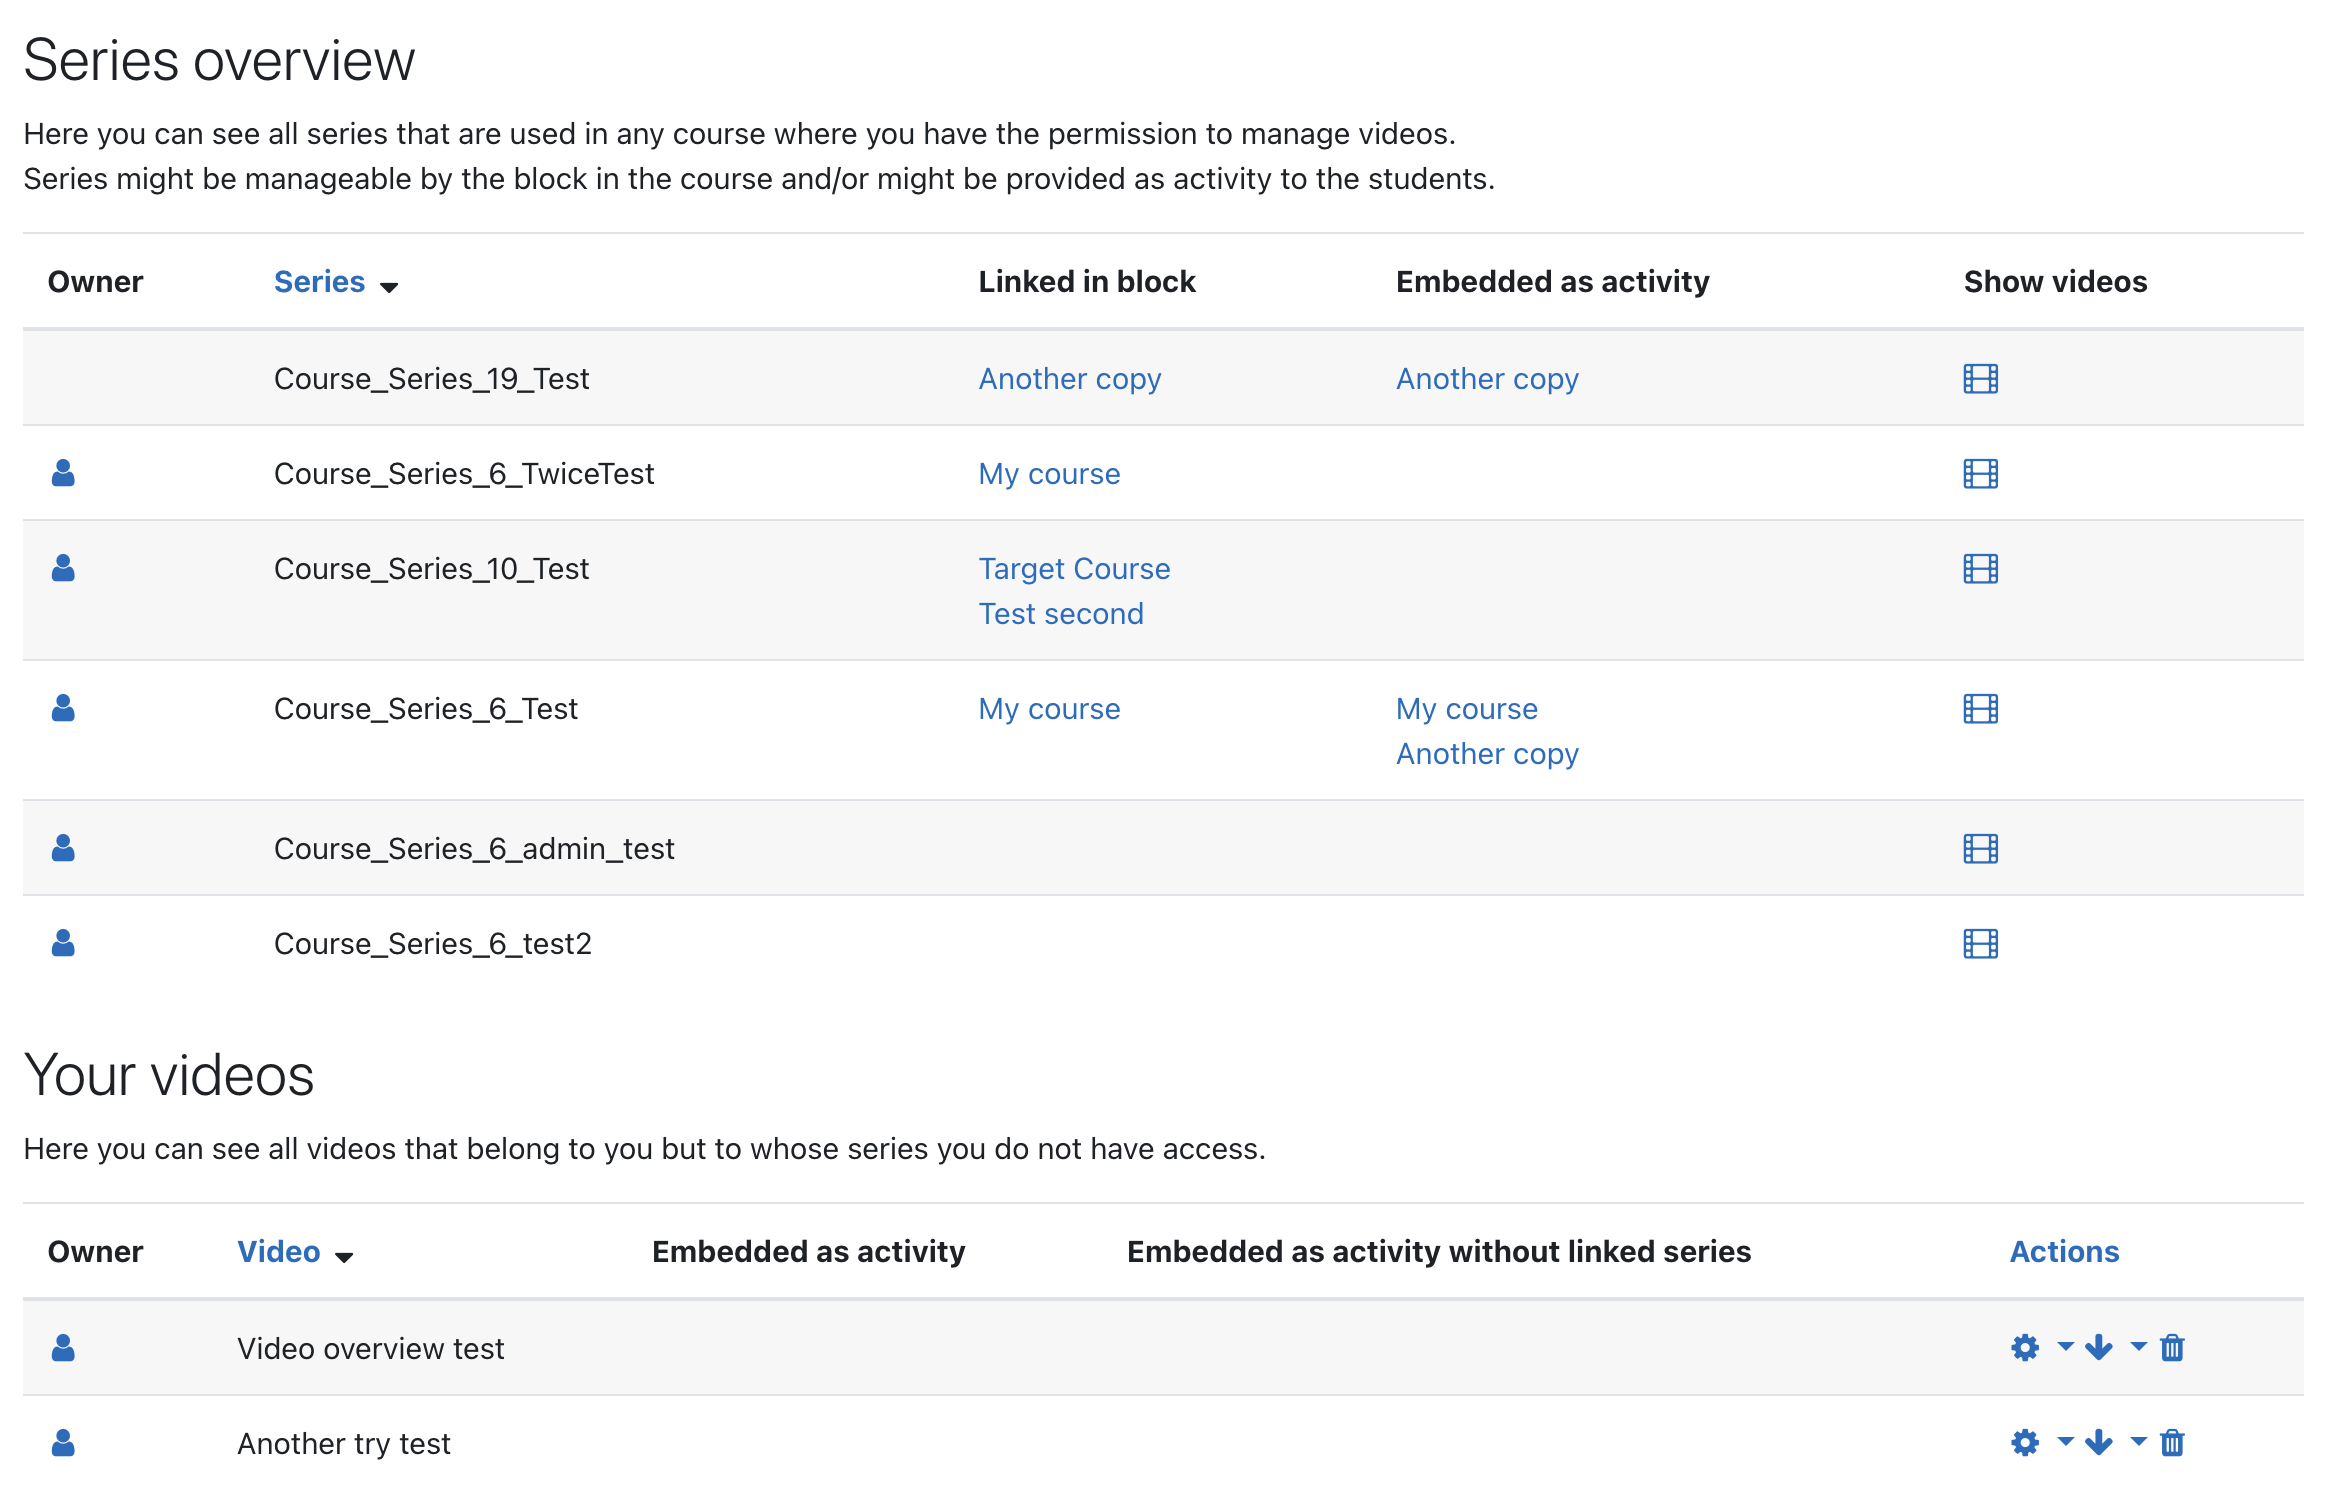 Series overview
Here you can see all series that are used in any course where you have the permission to manage videos.
Series might be manageable by the block in the course and/or might be provided as activity to the students.
Owner Series Linked in block Embedded as activity Show videos
Course_Series_19_Test Another copy Another copy
Course_Series_6_TwiceTest My course
Course_Series_10_Test Target Course
Test second
Course_Series_6_Test My course My course
Another copy
Course_Series_6_admin_test
Course_Series_6_test2
Your videos
Here you can see all videos that belong to you but to whose series you do not have access.
Owner Video Embedded as activity Embedded as activity without linked series Actions
Video overview test
Another try test